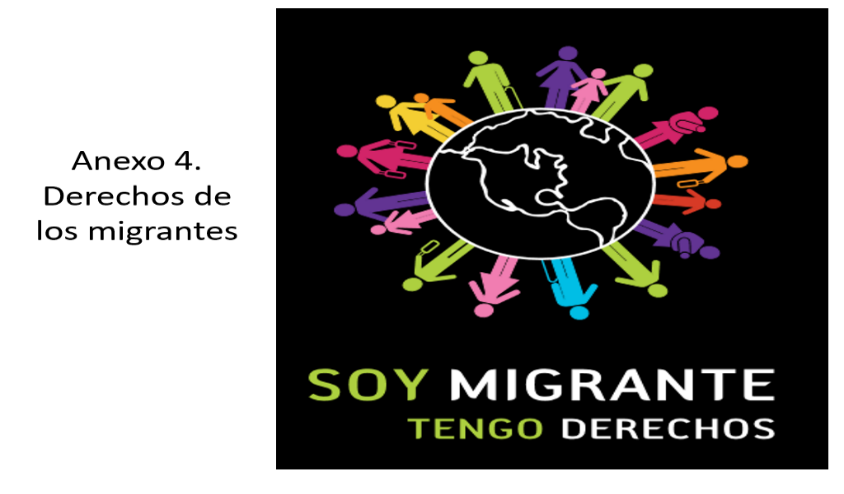 Anexo 4.
Derechos de
los migrantes
SOY MIGRANTE
TENGO DERECHOS